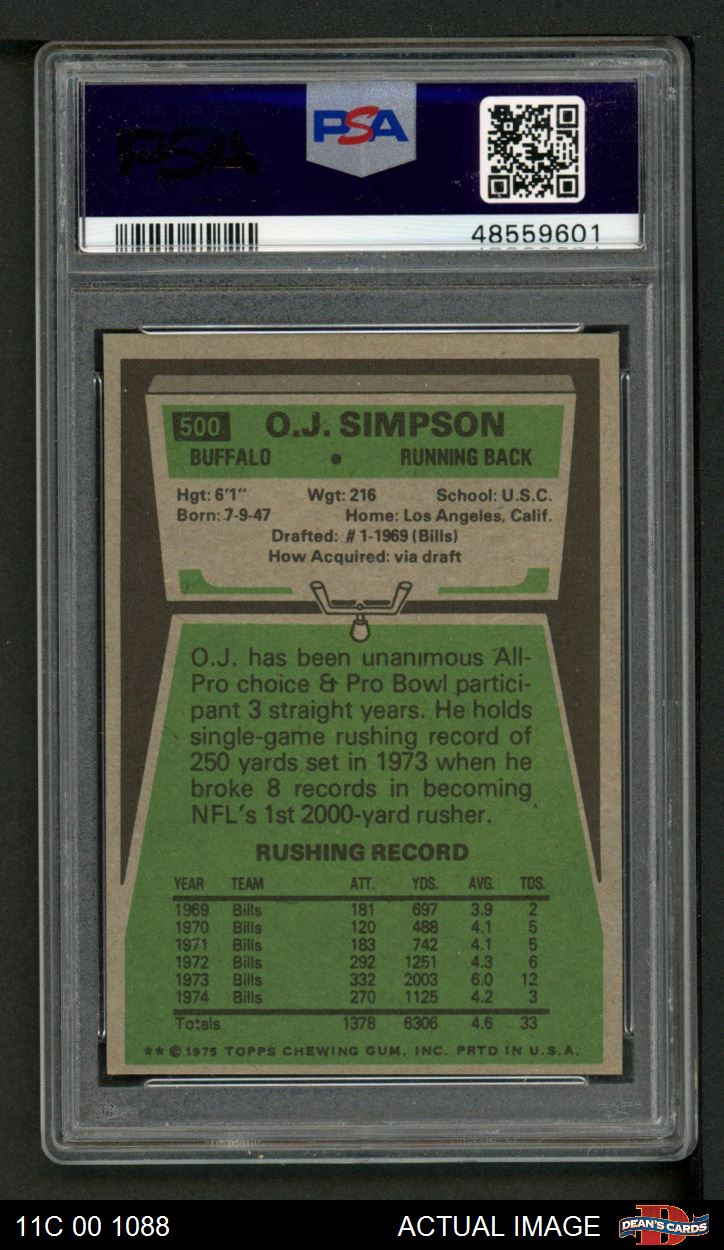 PSA
PSA
48559601
500 O.J. SIMPSON
BUFFALO • RUNNING BACK
Hgt: 6'1" Wgt: 216 School: U.S.C.
Born: 7-9-47 Home: Los Angeles, Calif.
Drafted: #1-1969 (Bills)
How Acquired: via draft
O.J. has been unanimous All-
Pro choice & Pro Bowl partici-
pant 3 straight years. He holds
single-game rushing record of
250 yards set in 1973 when he
broke 8 records in becoming
NFL's 1st 2000-yard rusher.
RUSHING RECORD
YEAR TEAM ATT. YDS. AVG. TDS.
1969 Bills 181 697 3.9 2
1970 Bills 120 488 4.1 5
1971 Bills 183 742 4.1 5
1972 Bills 292 1251 4.3 6
1973 Bills 332 2003 6.0 12
1974 Bills 270 1125 4.2 3
Totals 1378 6306 4.6 33
** © 1975 TOPPS CHEWING GUM, INC. PRTD IN U.S.A.
11C 00 1088 ACTUAL IMAGE DEAN'S CARDS